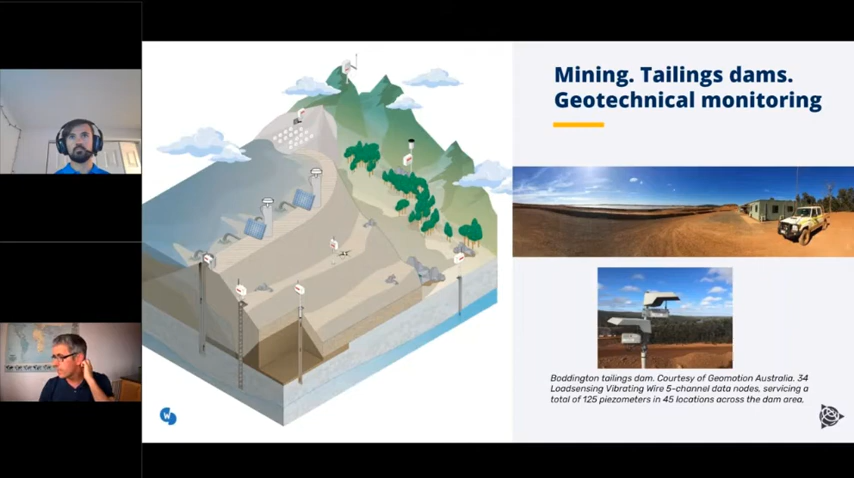 Mining. Tailings dams.
Geotechnical monitoring
Boddington tailings dam. Courtesy of Geomotion Australia. 34
Loadsensing Vibrating Wire 5-channel data nodes, servicing a
total of 125 piezometers in 45 locations across the dam area.
W